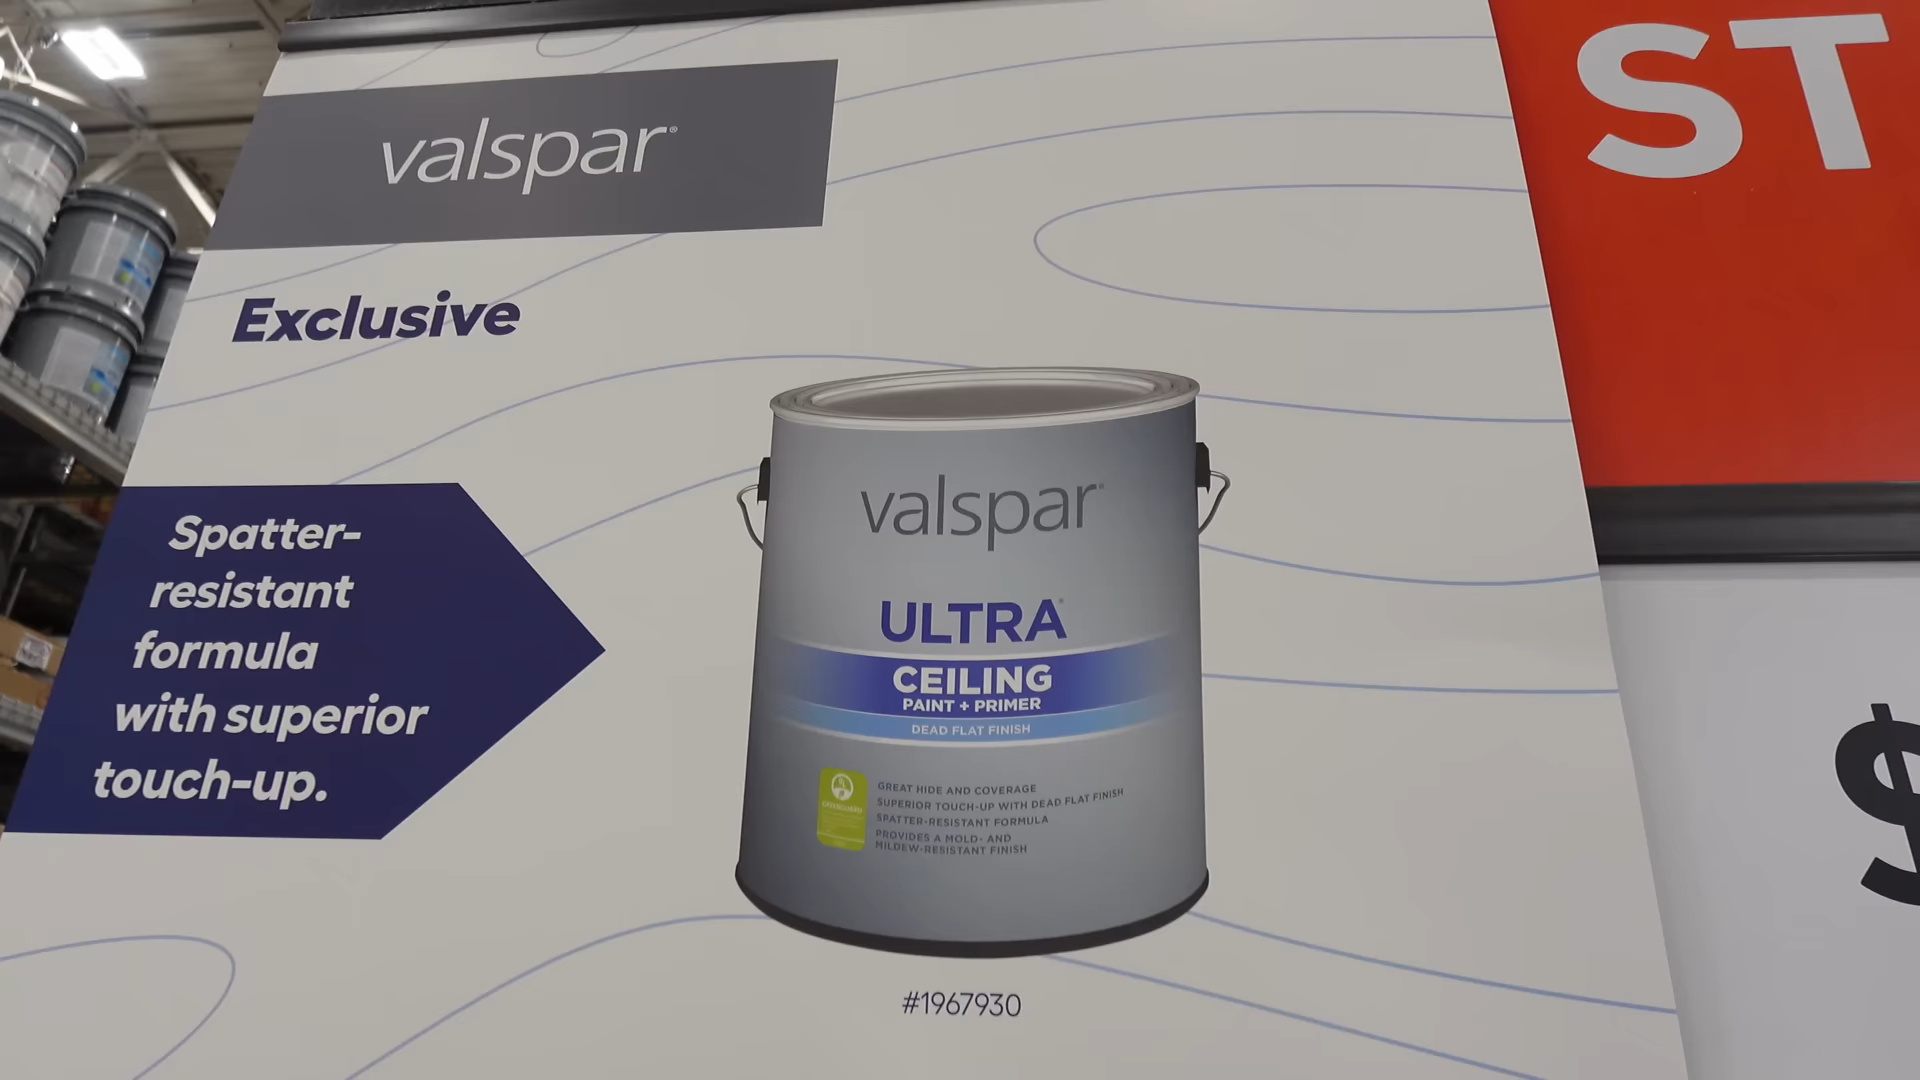 valspar®
ST
Exclusive
Spatter-
resistant
formula
with superior
touch-up.
valspar
ULTRA
CEILING
PAINT + PRIMER
DEAD FLAT FINISH
GREENGUARD
GREAT HIDE AND COVERAGE
SUPERIOR TOUCH-UP WITH DEAD FLAT FINISH
SPATTER-RESISTANT FORMULA
PROVIDES A MOLD- AND
MILDEW-RESISTANT FINISH
#1967930
$